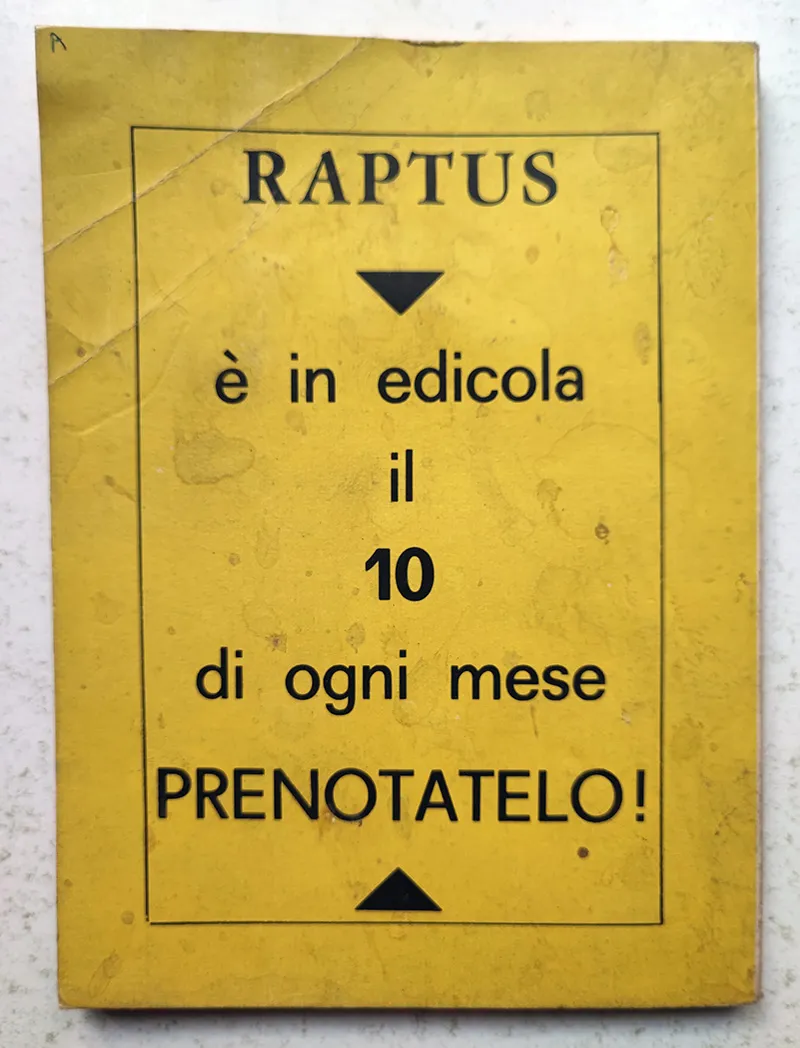 A
RAPTUS
è in edicola
il
10
di ogni mese
PRENOTATELO!